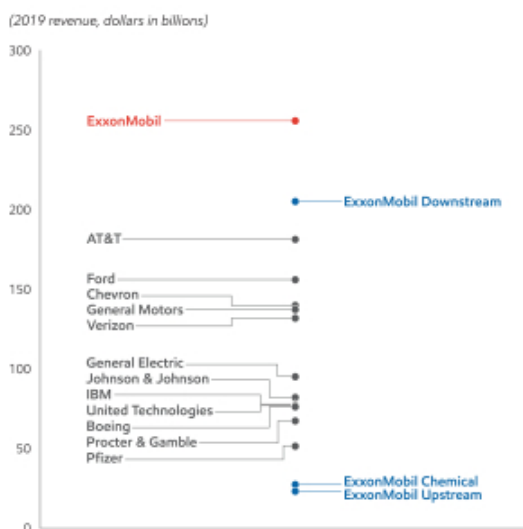 (2019 revenue, dollars in billions)
300
250
200
150
100
50
0
ExxonMobil
ExxonMobil Downstream
AT&T
Ford
Chevron
General Motors
Verizon
General Electric
Johnson & Johnson
IBM
United Technologies
Boeing
Procter & Gamble
Pfizer
ExxonMobil Chemical
ExxonMobil Upstream